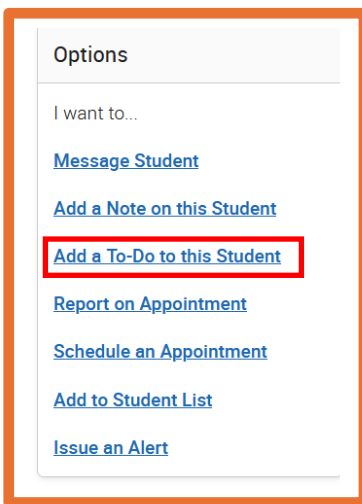 Options
I want to...
Message Student
Add a Note on this Student
Add a To-Do to this Student
Report on Appointment
Schedule an Appointment
Add to Student List
Issue an Alert